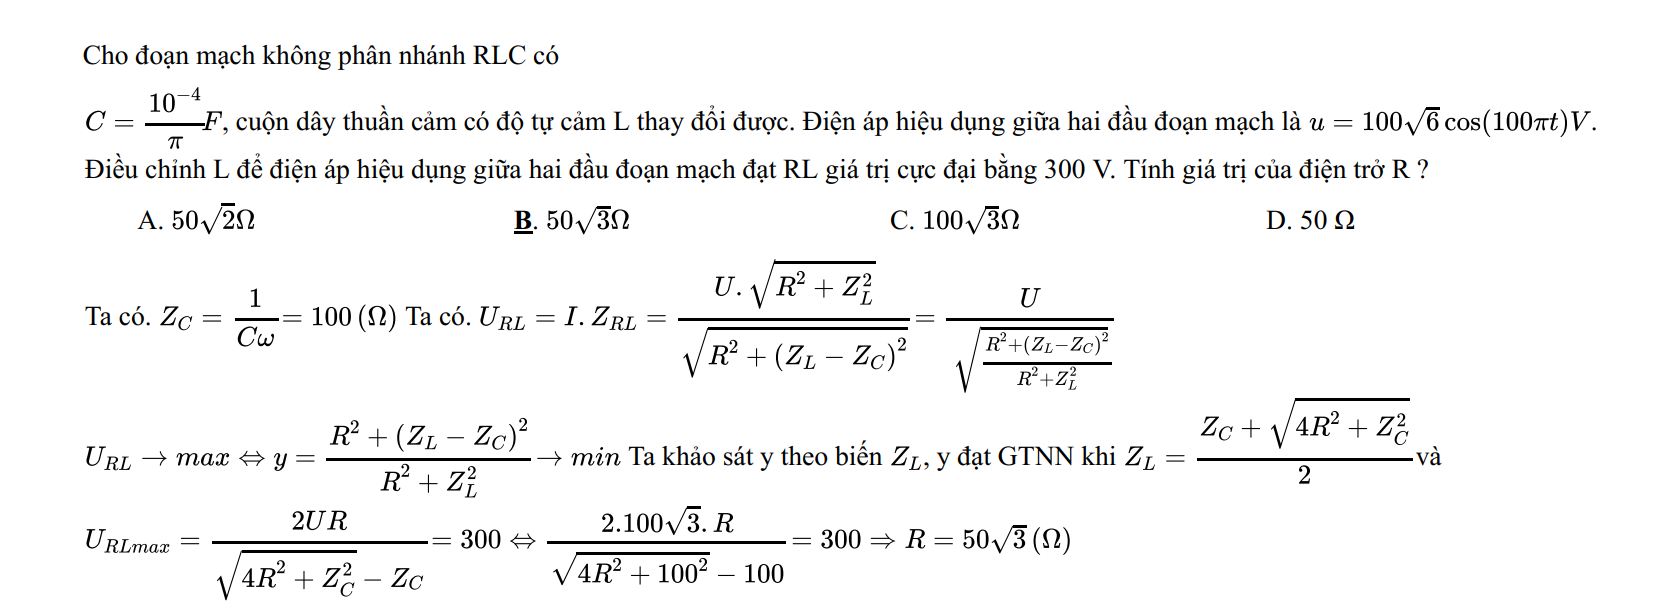 Cho đoạn mạch không phân nhánh RLC có
$C = \dfrac{10^{-4}}{\pi}F$, cuộn dây thuần cảm có độ tự cảm L thay đổi được. Điện áp hiệu dụng giữa hai đầu đoạn mạch là $u = 100\sqrt{6}\cos(100\pi t)V$.
Điều chỉnh L để điện áp hiệu dụng giữa hai đầu đoạn mạch đạt RL giá trị cực đại bằng 300 V. Tính giá trị của điện trở R ?
A. $50\sqrt{2}\Omega$ B. $50\sqrt{3}\Omega$ C. $100\sqrt{3}\Omega$ D. 50 Ω
Ta có. $Z_C = \dfrac{1}{C\omega} = 100\,(\Omega)$ Ta có. $U_{RL} = I.Z_{RL} = \dfrac{U.\sqrt{R^2 + Z_L^2}}{\sqrt{R^2 + (Z_L - Z_C)^2}} = \dfrac{U}{\sqrt{\frac{R^2 + (Z_L - Z_C)^2}{R^2 + Z_L^2}}}$
$U_{RL} \to max \Leftrightarrow y = \dfrac{R^2 + (Z_L - Z_C)^2}{R^2 + Z_L^2} \to min$ Ta khảo sát y theo biến $Z_L$, y đạt GTNN khi $Z_L = \dfrac{Z_C + \sqrt{4R^2 + Z_C^2}}{2}$ và
$U_{RLmax} = \dfrac{2UR}{\sqrt{4R^2 + Z_C^2} - Z_C} = 300 \Leftrightarrow \dfrac{2.100\sqrt{3}.R}{\sqrt{4R^2 + 100^2} - 100} = 300 \Rightarrow R = 50\sqrt{3}\,(\Omega)$